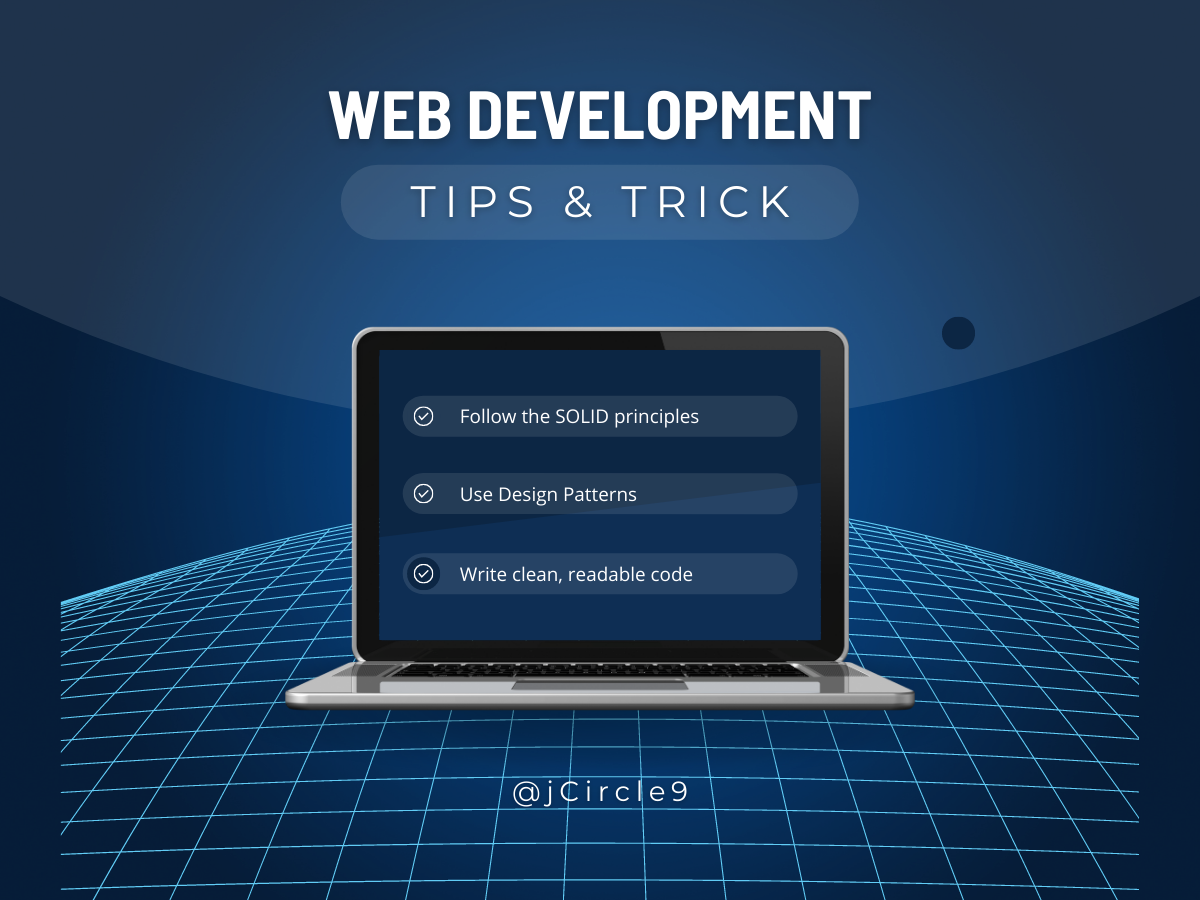 WEB DEVELOPMENT
TIPS & TRICK
Follow the SOLID principles
Use Design Patterns
Write clean, readable code
@jCircle9